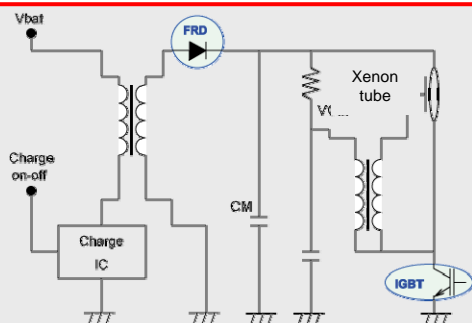 Vbat
FRD
Xenon
tube
Charge
on-off
CM
Charge
IC
IGBT